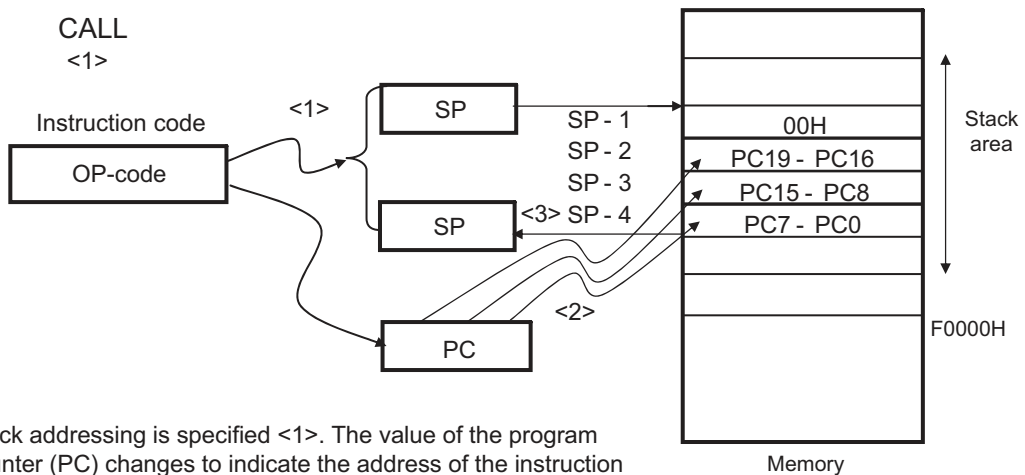 CALL
<1>
Instruction code
OP-code
<1>
SP
SP
PC
SP - 1
SP - 2
SP - 3
<3> SP - 4
<2>
00H
PC19 - PC16
PC15 - PC8
PC7 - PC0
Stack
area
F0000H
Memory
addressing is specified <1>. The value of the program
(PC) changes to indicate the address of the instruction